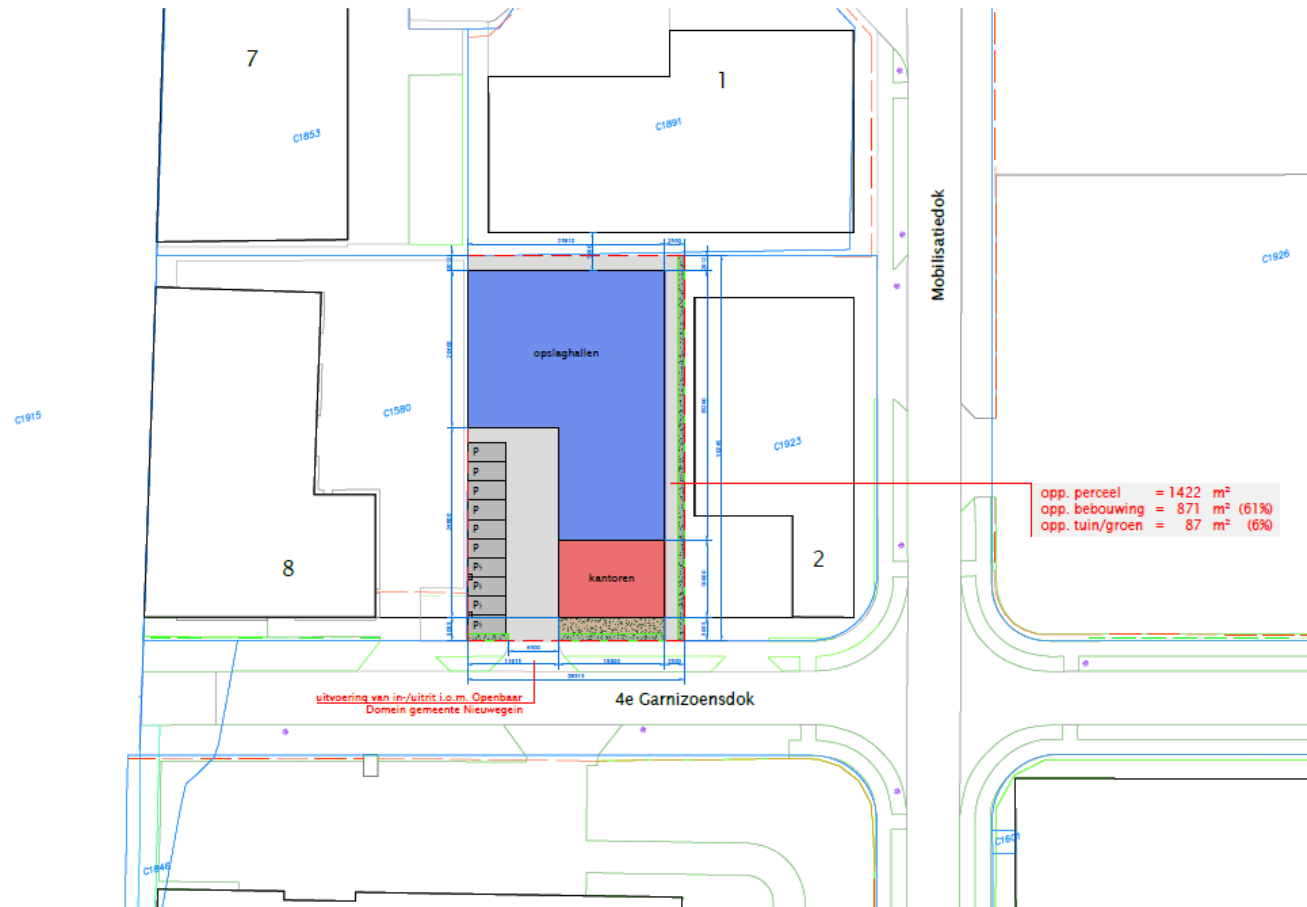 7
1
C1853
C1891
Mobilisatiedok
C1926
opslaghallen
C1915
C1580
C1923
P
P
P
P
P
P
P
P
P
P
opp. perceel = 1422 m²
opp. bebouwing = 871 m² (61%)
opp. tuin/groen = 87 m² (6%)
8
kantoren
2
uitvoering van in-/uitrit i.o.m. Openbaar
Domein gemeente Nieuwegein
4e Garnizoensdok
C1846
C1601